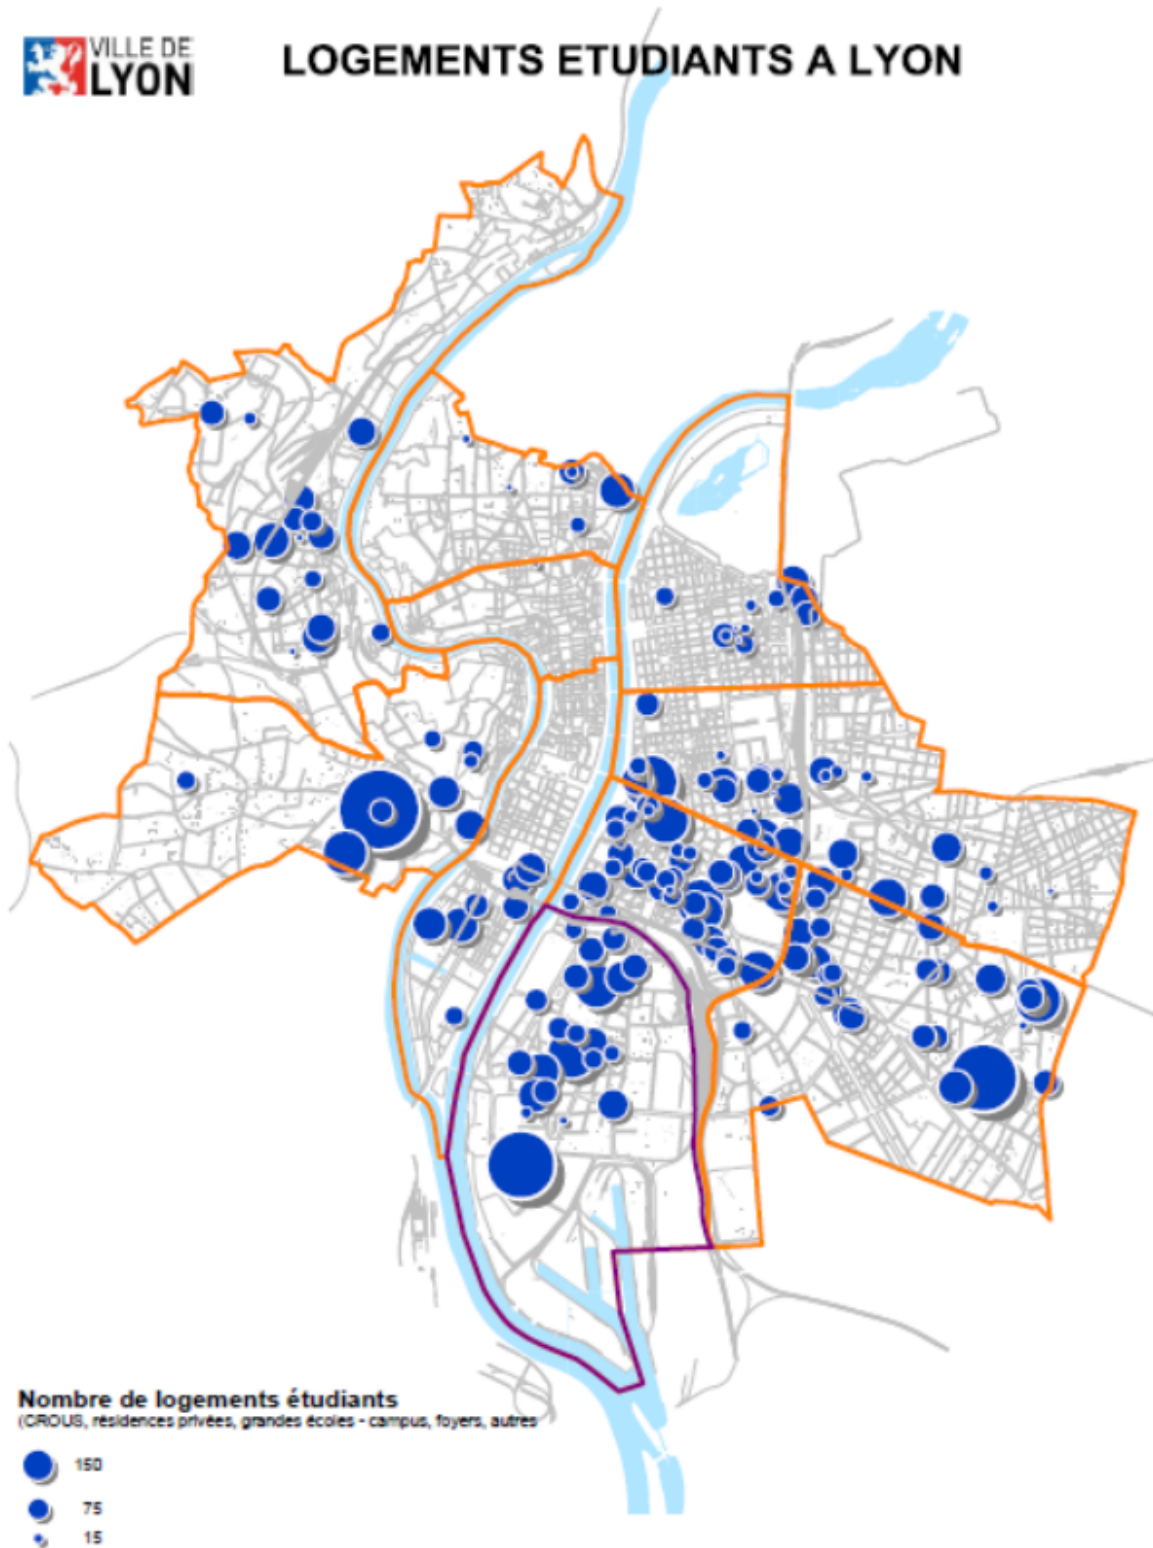 VILLE DE
LYON
LOGEMENTS ETUDIANTS A LYON
Nombre de logements étudiants
(CROUS, résidences privées, grandes écoles - campus, foyers, autres
150
75
15